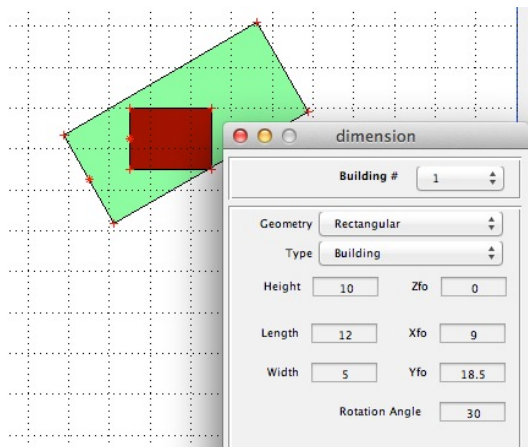 dimension
Building # 1
Geometry Rectangular
Type Building
Height 10 Zfo 0
Length 12 Xfo 9
Width 5 Yfo 18.5
Rotation Angle 30